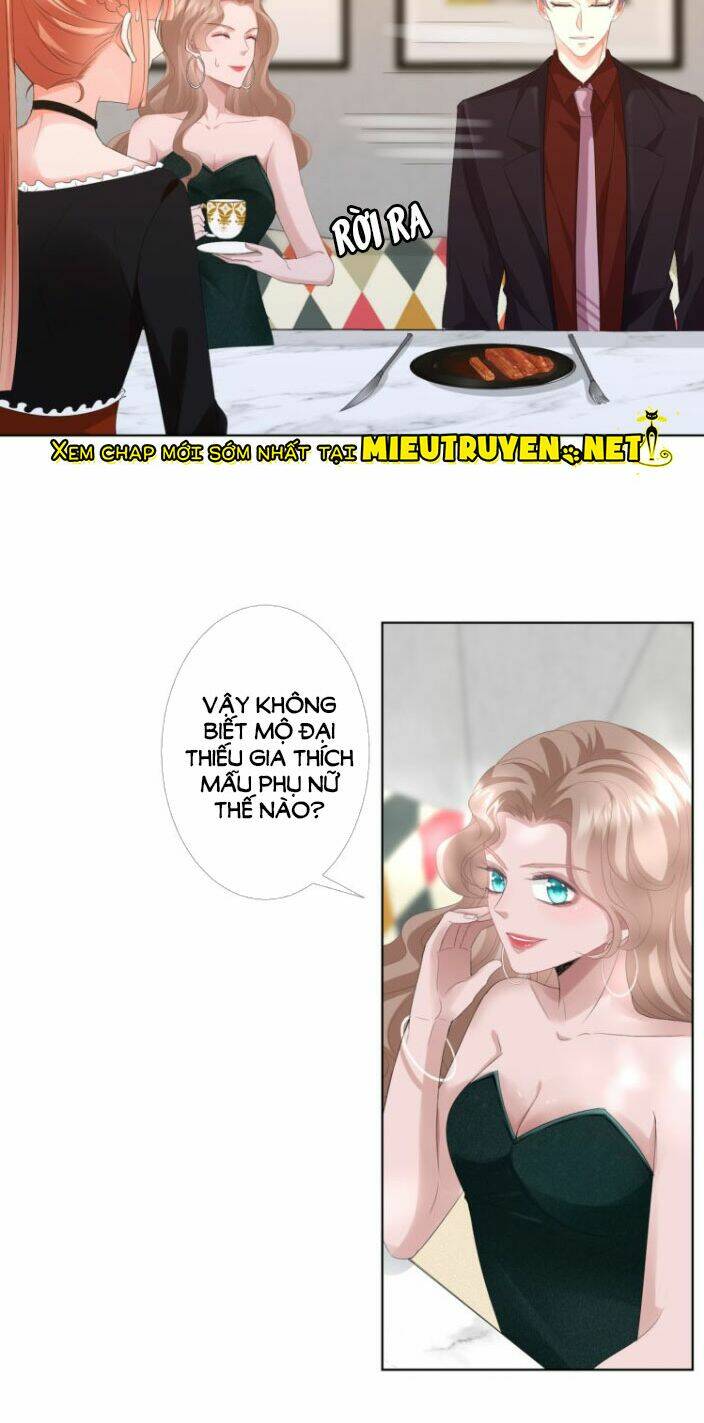 RỜI RA
XEM CHAP MỚI SỚM NHẤT TẠI MIEUTRUYEN.NET
VẬY KHÔNG
BIẾT MỘ ĐẠI
THIẾU GIA THÍCH
MẪU PHỤ NỮ
THẾ NÀO?